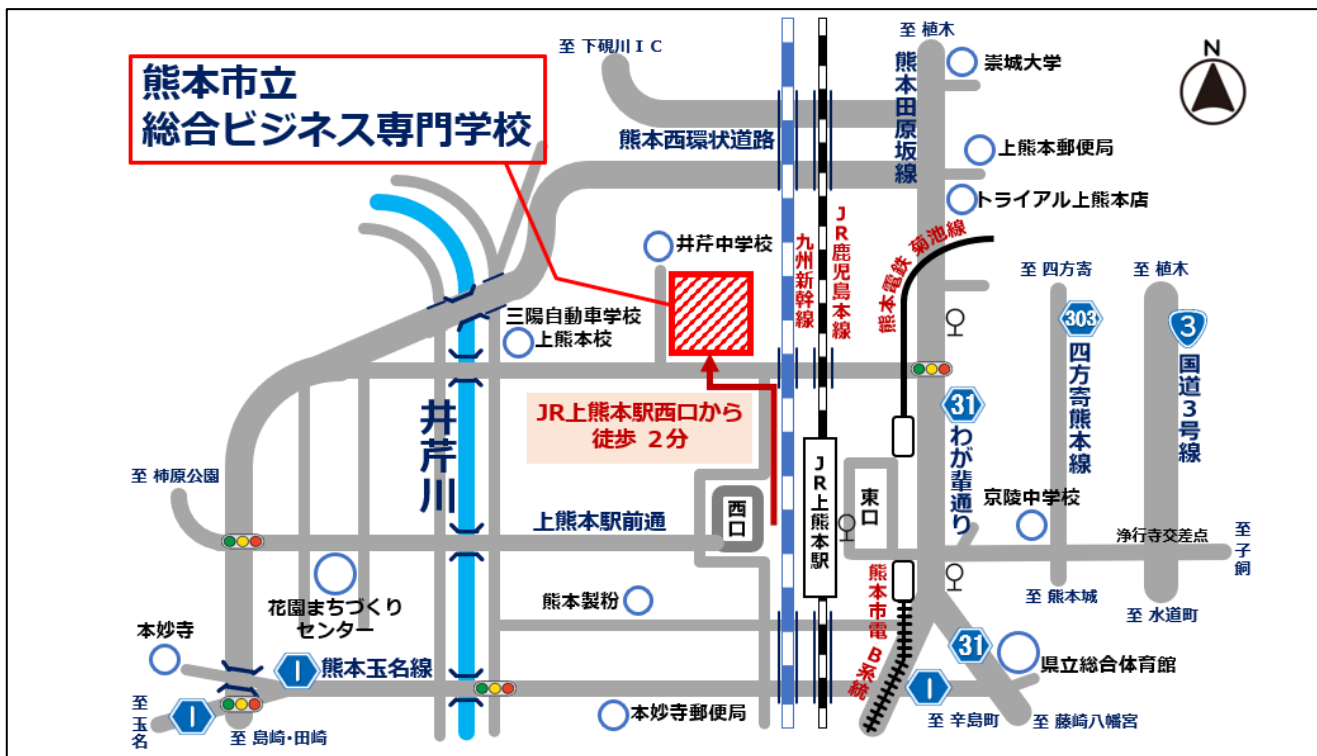 至 植木
至 下硯川ＩＣ
崇城大学
N
熊本市立
総合ビジネス専門学校
熊本西環状道路
熊本田原坂線
上熊本郵便局
トライアル上熊本店
井芹中学校
九州新幹線
ＪＲ鹿児島本線
熊本電鉄 菊池線
至 四方寄
至 植木
三陽自動車学校
上熊本校
303
四方寄熊本線
3
国道３号線
JR上熊本駅西口から
徒歩 ２分
31
わが輩通り
井芹川
至 柿原公園
上熊本駅前通
西口
ＪＲ上熊本駅
東口
京陵中学校
浄行寺交差点
至 子飼
花園まちづくり
センター
熊本製粉
熊本市電 Ｂ系統
至 熊本城
至 水道町
本妙寺
1
熊本玉名線
31
県立総合体育館
至 玉名
1
至 島崎・田崎
本妙寺郵便局
1
至 辛島町
至 藤崎八幡宮